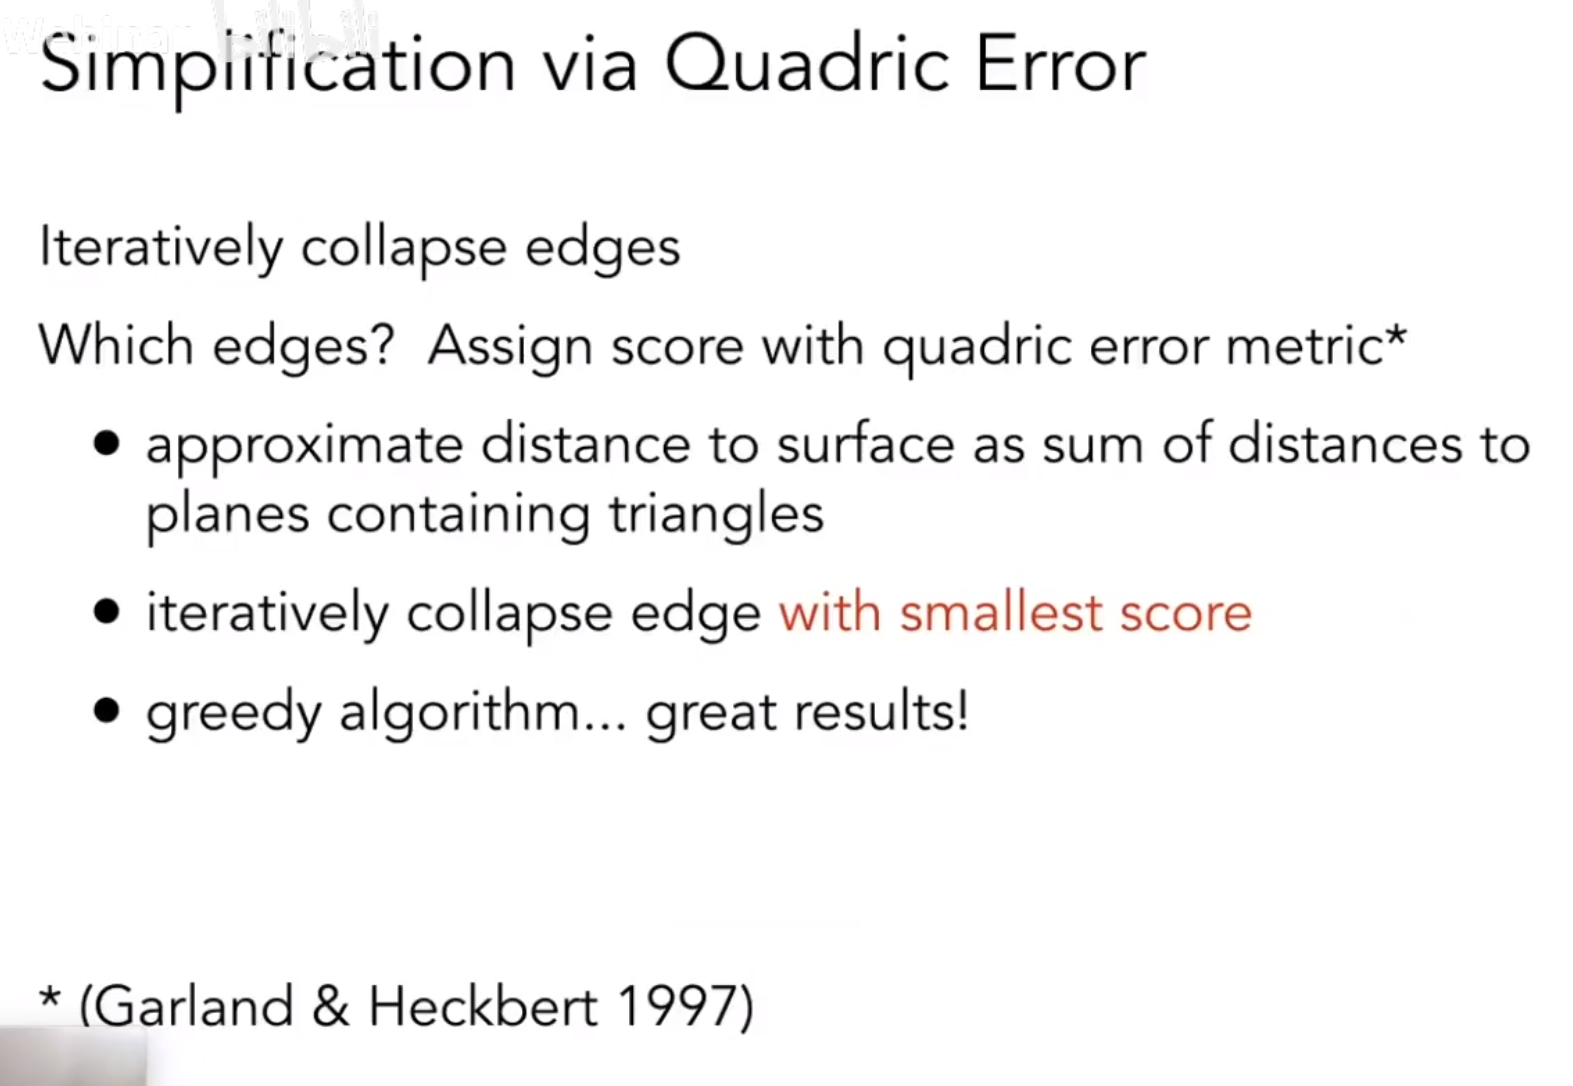 Simplification via Quadric Error
Iteratively collapse edges
Which edges? Assign score with quadric error metric*
● approximate distance to surface as sum of distances to
planes containing triangles
● iteratively collapse edge with smallest score
● greedy algorithm... great results!
* (Garland & Heckbert 1997)